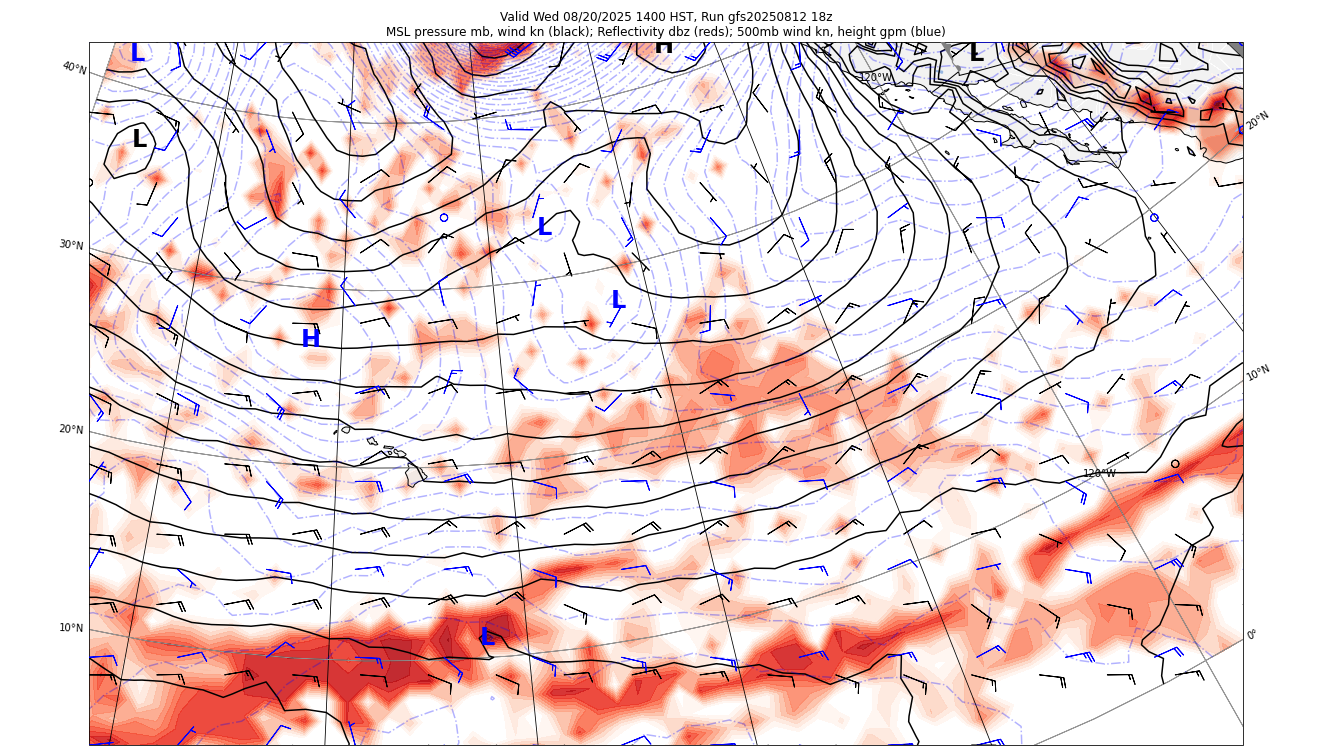 Valid Wed 08/20/2025 1400 HST, Run gfs20250812 18z
MSL pressure mb, wind kn (black); Reflectivity dbz (reds); 500mb wind kn, height gpm (blue)
L
H
L
40°N
120°W
20°N
L
L
30°N
L
H
10°N
20°N
120°W
10°N
L
0°